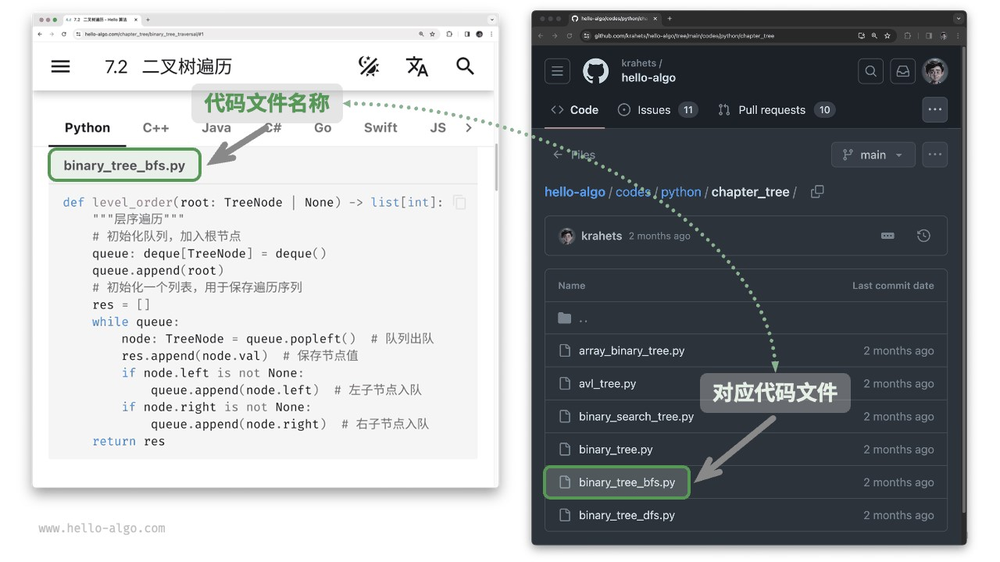 7.2 二叉树遍历 - Hello 算法
hello-algo.com/chapter_tree/binary_tree_traversal/#1
7.2 二叉树遍历
代码文件名称
Python C++ Java C# Go Swift JS
binary_tree_bfs.py
def level_order(root: TreeNode | None) -> list[int]:
"""层序遍历"""
# 初始化队列，加入根节点
queue: deque[TreeNode] = deque()
queue.append(root)
# 初始化一个列表，用于保存遍历序列
res = []
while queue:
node: TreeNode = queue.popleft() # 队列出队
res.append(node.val) # 保存节点值
if node.left is not None:
queue.append(node.left) # 左子节点入队
if node.right is not None:
queue.append(node.right) # 右子节点入队
return res
www.hello-algo.com
hello-algo/codes/python/cha
github.com/krahets/hello-algo/tree/main/codes/python/chapter_tree
krahets /
hello-algo
Code Issues 11 Pull requests 10
Files main
hello-algo / codes / python / chapter_tree /
krahets 2 months ago
Name Last commit date
..
array_binary_tree.py 2 months ago
avl_tree.py 2 months ago
对应代码文件
binary_search_tree.py 2 months ago
binary_tree.py 2 months ago
binary_tree_bfs.py 2 months ago
binary_tree_dfs.py 2 months ago